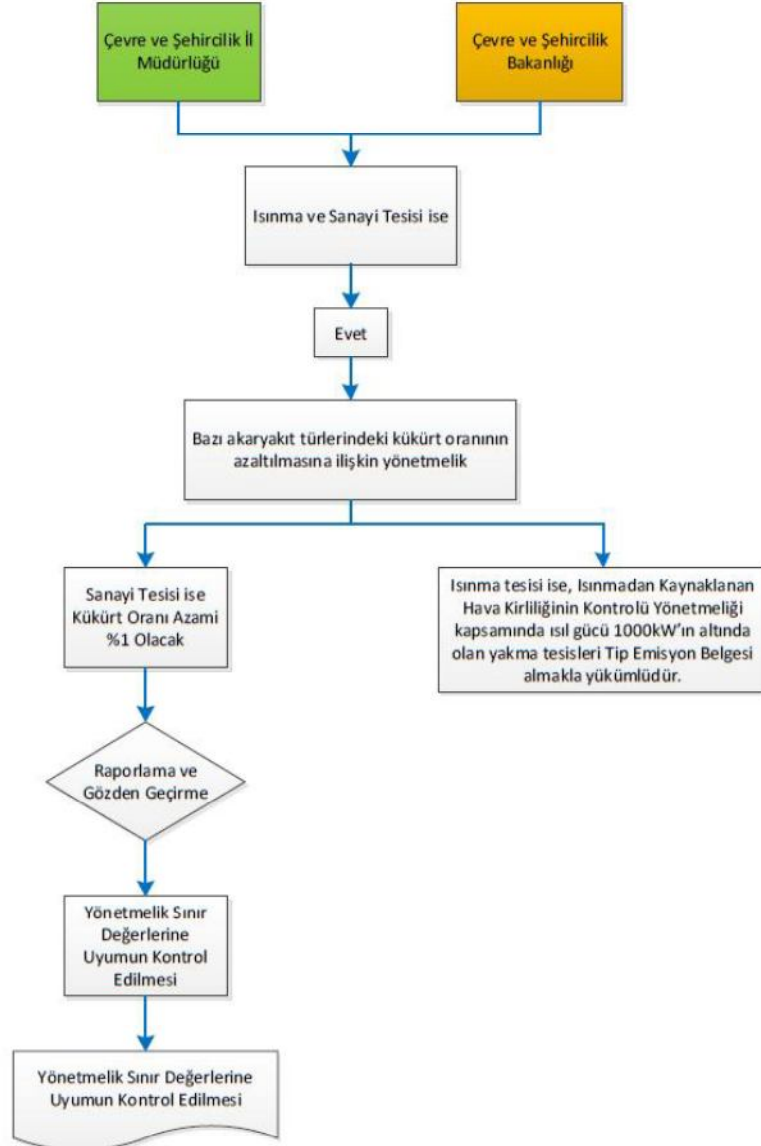 Çevre ve Şehircilik İl
Müdürlüğü
Çevre ve Şehircilik
Bakanlığı
Isınma ve Sanayi Tesisi ise
Evet
Bazı akaryakıt türlerindeki kükürt oranının
azaltılmasına ilişkin yönetmelik
Sanayi Tesisi ise
Kükürt Oranı Azami
%1 Olacak
Isınma tesisi ise, Isınmadan Kaynaklanan
Hava Kirliliğinin Kontrolü Yönetmeliği
kapsamında ısıl gücü 1000kW'ın altında
olan yakma tesisleri Tip Emisyon Belgesi
almakla yükümlüdür.
Raporlama ve
Gözden Geçirme
Yönetmelik Sınır
Değerlerine
Uyumun Kontrol
Edilmesi
Yönetmelik Sınır Değerlerine
Uyumun Kontrol Edilmesi